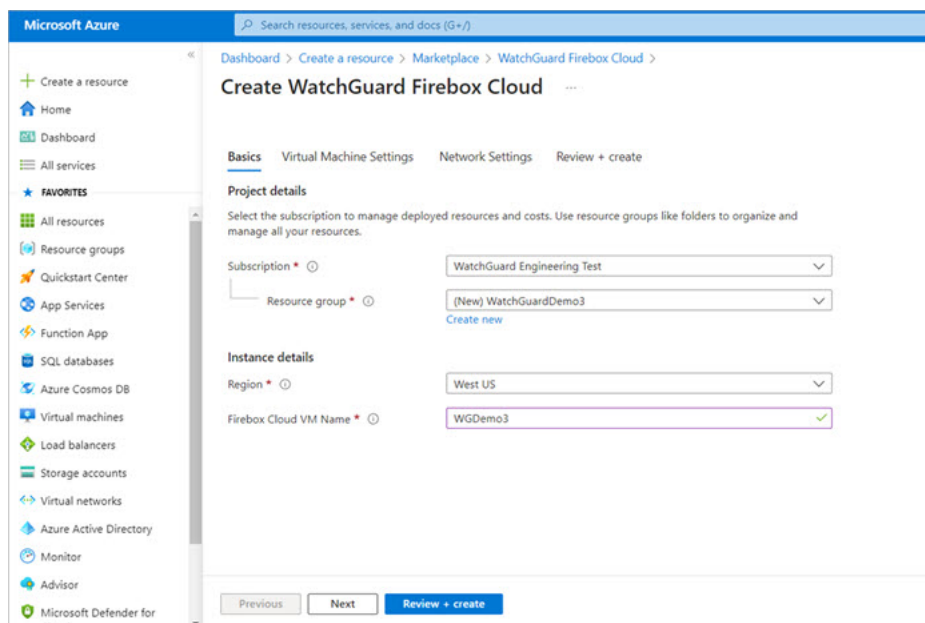 Microsoft Azure
Search resources, services, and docs (G+/)
«
Create a resource
Home
Dashboard
All services
FAVORITES
All resources
Resource groups
Quickstart Center
App Services
Function App
SQL databases
Azure Cosmos DB
Virtual machines
Load balancers
Storage accounts
Virtual networks
Azure Active Directory
Monitor
Advisor
Microsoft Defender for
Dashboard > Create a resource > Marketplace > WatchGuard Firebox Cloud >
Create WatchGuard Firebox Cloud ...
Basics Virtual Machine Settings Network Settings Review + create
Project details
Select the subscription to manage deployed resources and costs. Use resource groups like folders to organize and
manage all your resources.
Subscription * WatchGuard Engineering Test
Resource group * (New) WatchGuardDemo3
Create new
Instance details
Region * West US
Firebox Cloud VM Name * WGDemo3
Previous Next Review + create